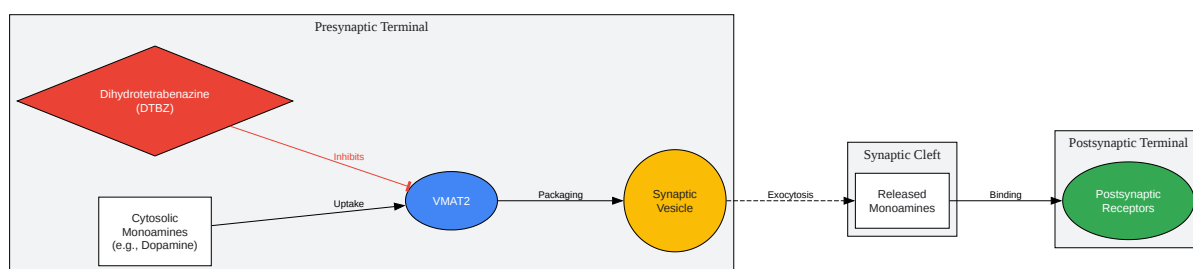 Presynaptic Terminal
Dihydrotetrabenazine
(DTBZ)
Inhibits
Cytosolic
Monoamines
(e.g., Dopamine)
Uptake
VMAT2
Packaging
Synaptic
Vesicle
Exocytosis
Synaptic Cleft
Released
Monoamines
Binding
Postsynaptic Terminal
Postsynaptic
Receptors